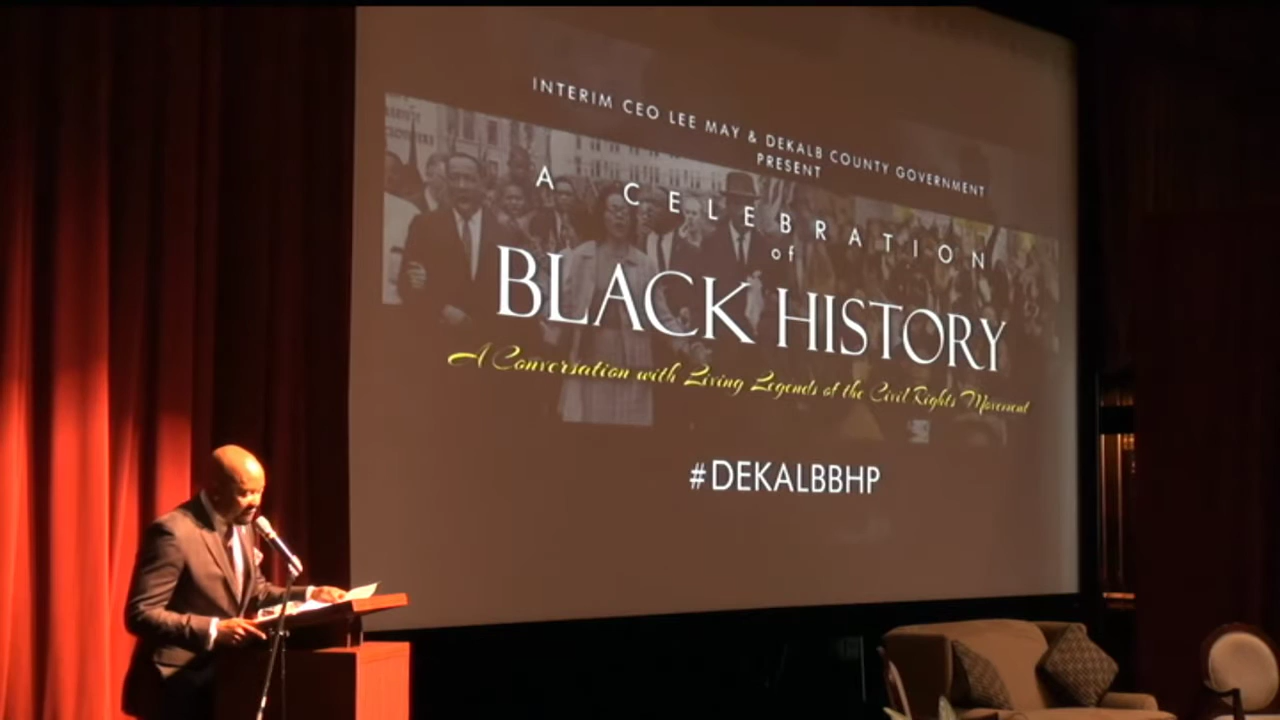 INTERIM CEO LEE MAY & DEKALB COUNTY GOVERNMENT
PRESENT
A CELEBRATION
of
BLACK HISTORY
A Conversation with Living Legends of the Civil Rights Movement
#DEKALBBHP